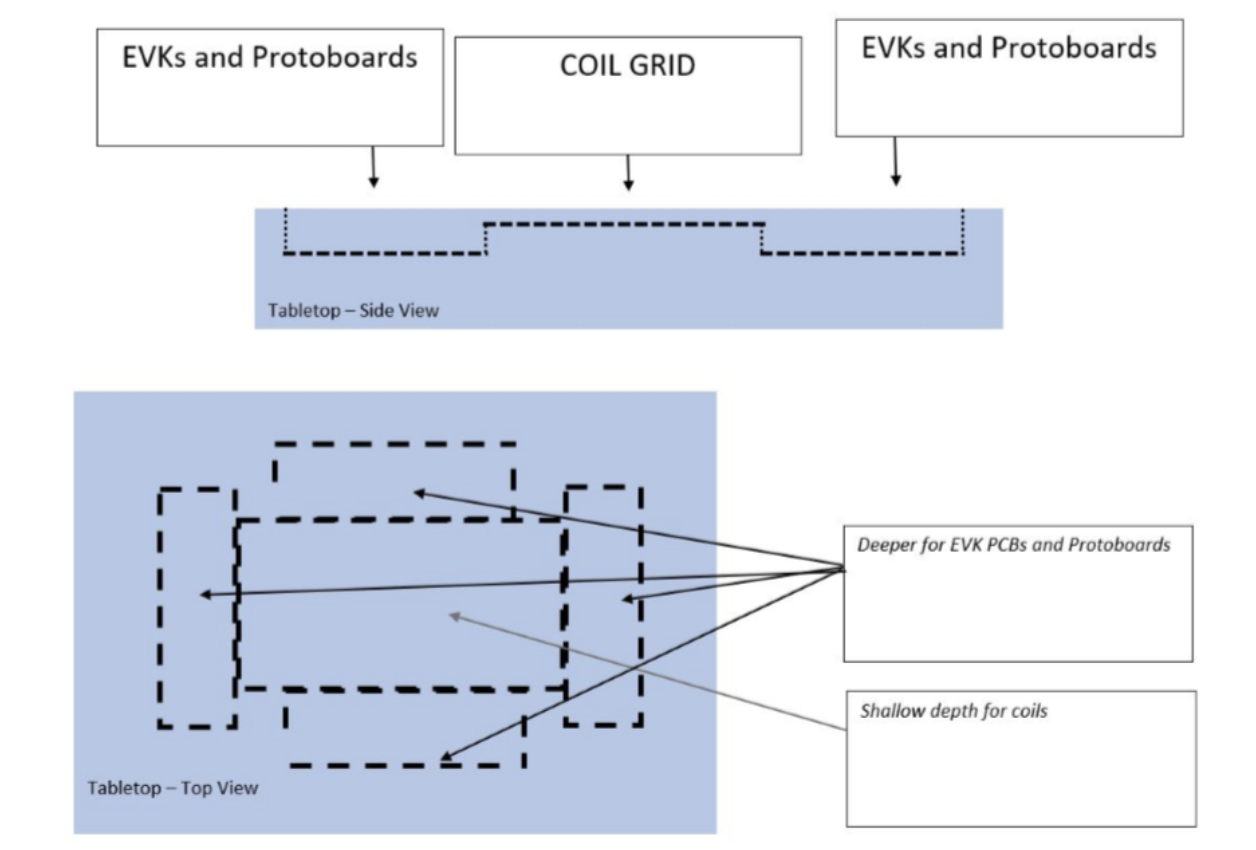 EVKs and Protoboards
COIL GRID
EVKs and Protoboards
Tabletop – Side View
Deeper for EVK PCBs and Protoboards
Shallow depth for coils
Tabletop – Top View